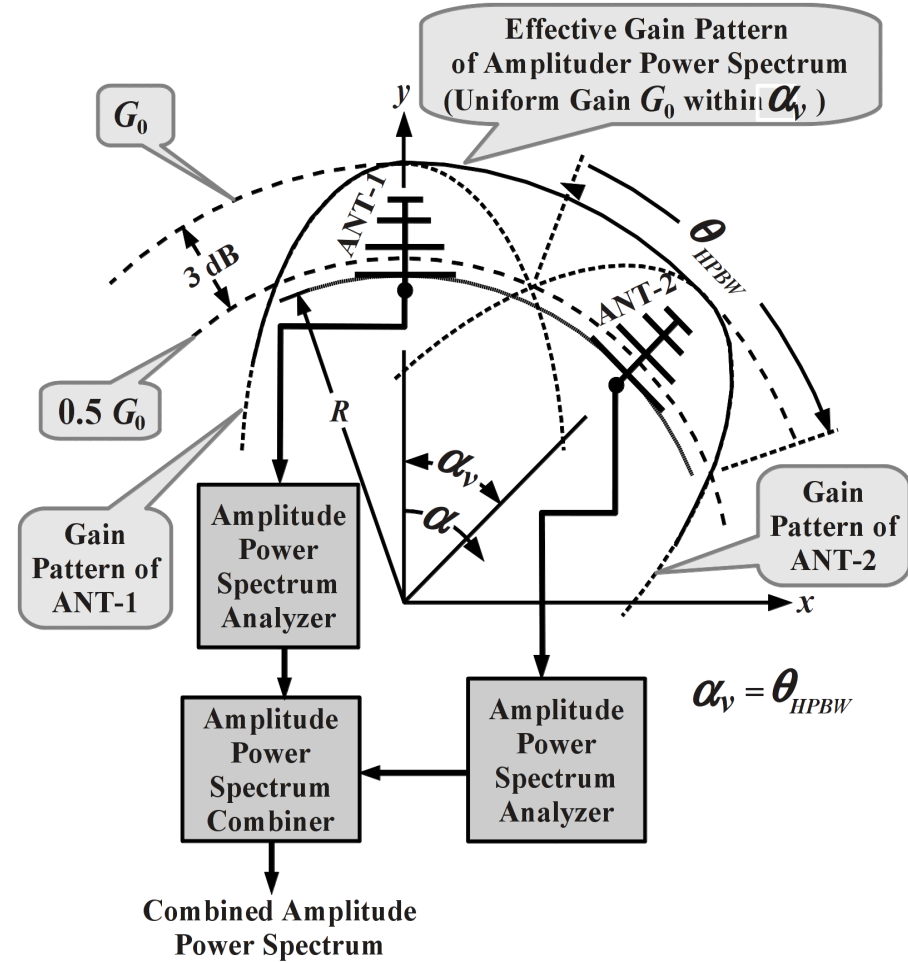 Effective Gain Pattern
of Amplituder Power Spectrum
(Uniform Gain G₀ within αᵥ )
y
G₀
ANT-1
3 dB
θ_HPBW
ANT-2
0.5 G₀
R
αᵥ
α
Gain
Pattern of
ANT-1
Amplitude
Power
Spectrum
Analyzer
Gain
Pattern of
ANT-2
x
αᵥ = θ_HPBW
Amplitude
Power
Spectrum
Combiner
Amplitude
Power
Spectrum
Analyzer
Combined Amplitude
Power Spectrum